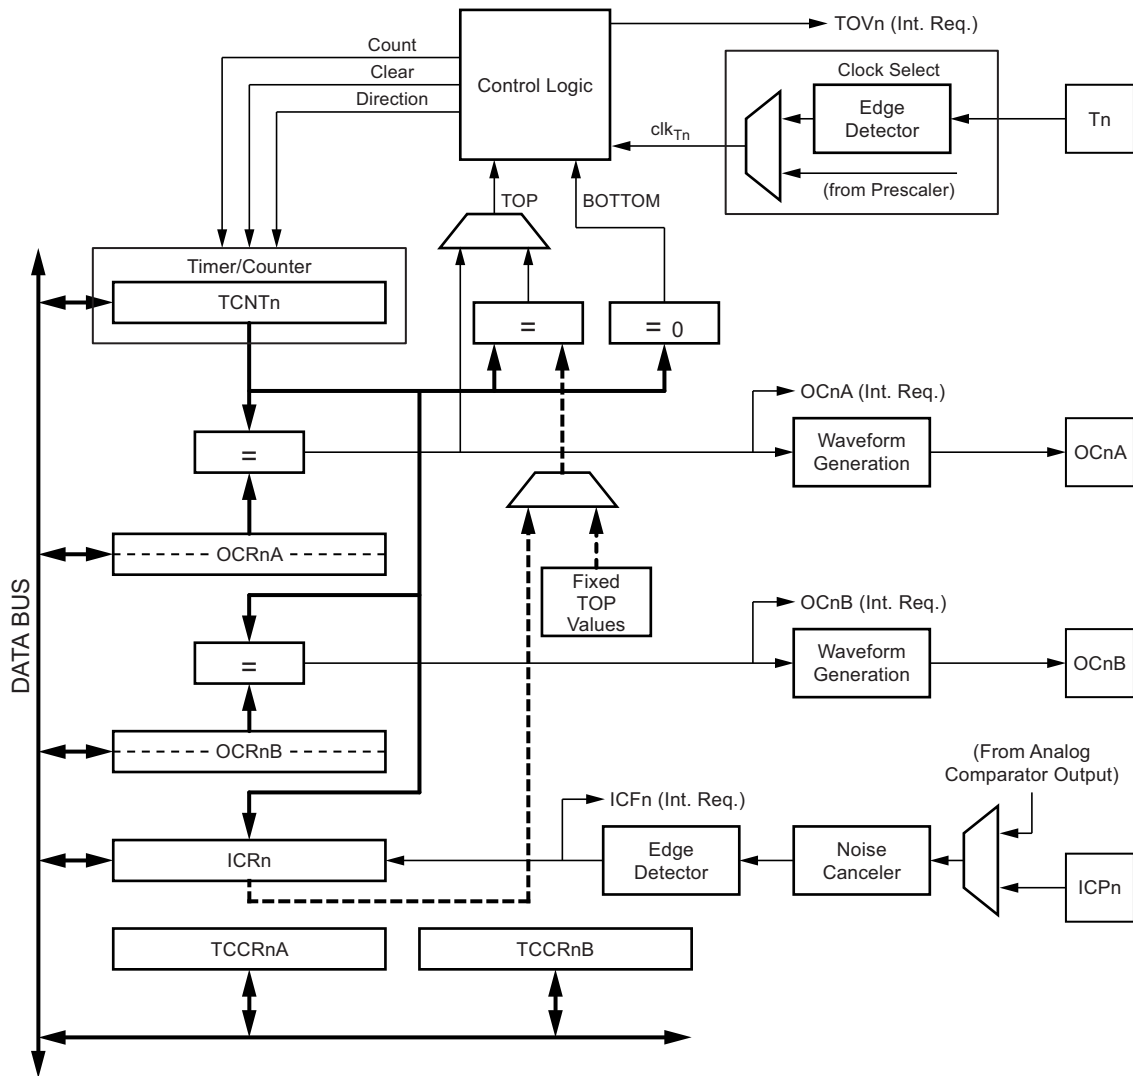 TOVn (Int. Req.)
Count
Clear
Direction
Control Logic
Clock Select
Edge
Detector
Tn
clkTn
(from Prescaler)
TOP
BOTTOM
Timer/Counter
TCNTn
=
= 0
OCnA (Int. Req.)
=
Waveform
Generation
OCnA
OCRnA
Fixed
TOP
Values
DATA BUS
OCnB (Int. Req.)
=
Waveform
Generation
OCnB
OCRnB
(From Analog
Comparator Output)
ICFn (Int. Req.)
ICRn
Edge
Detector
Noise
Canceler
ICPn
TCCRnA
TCCRnB